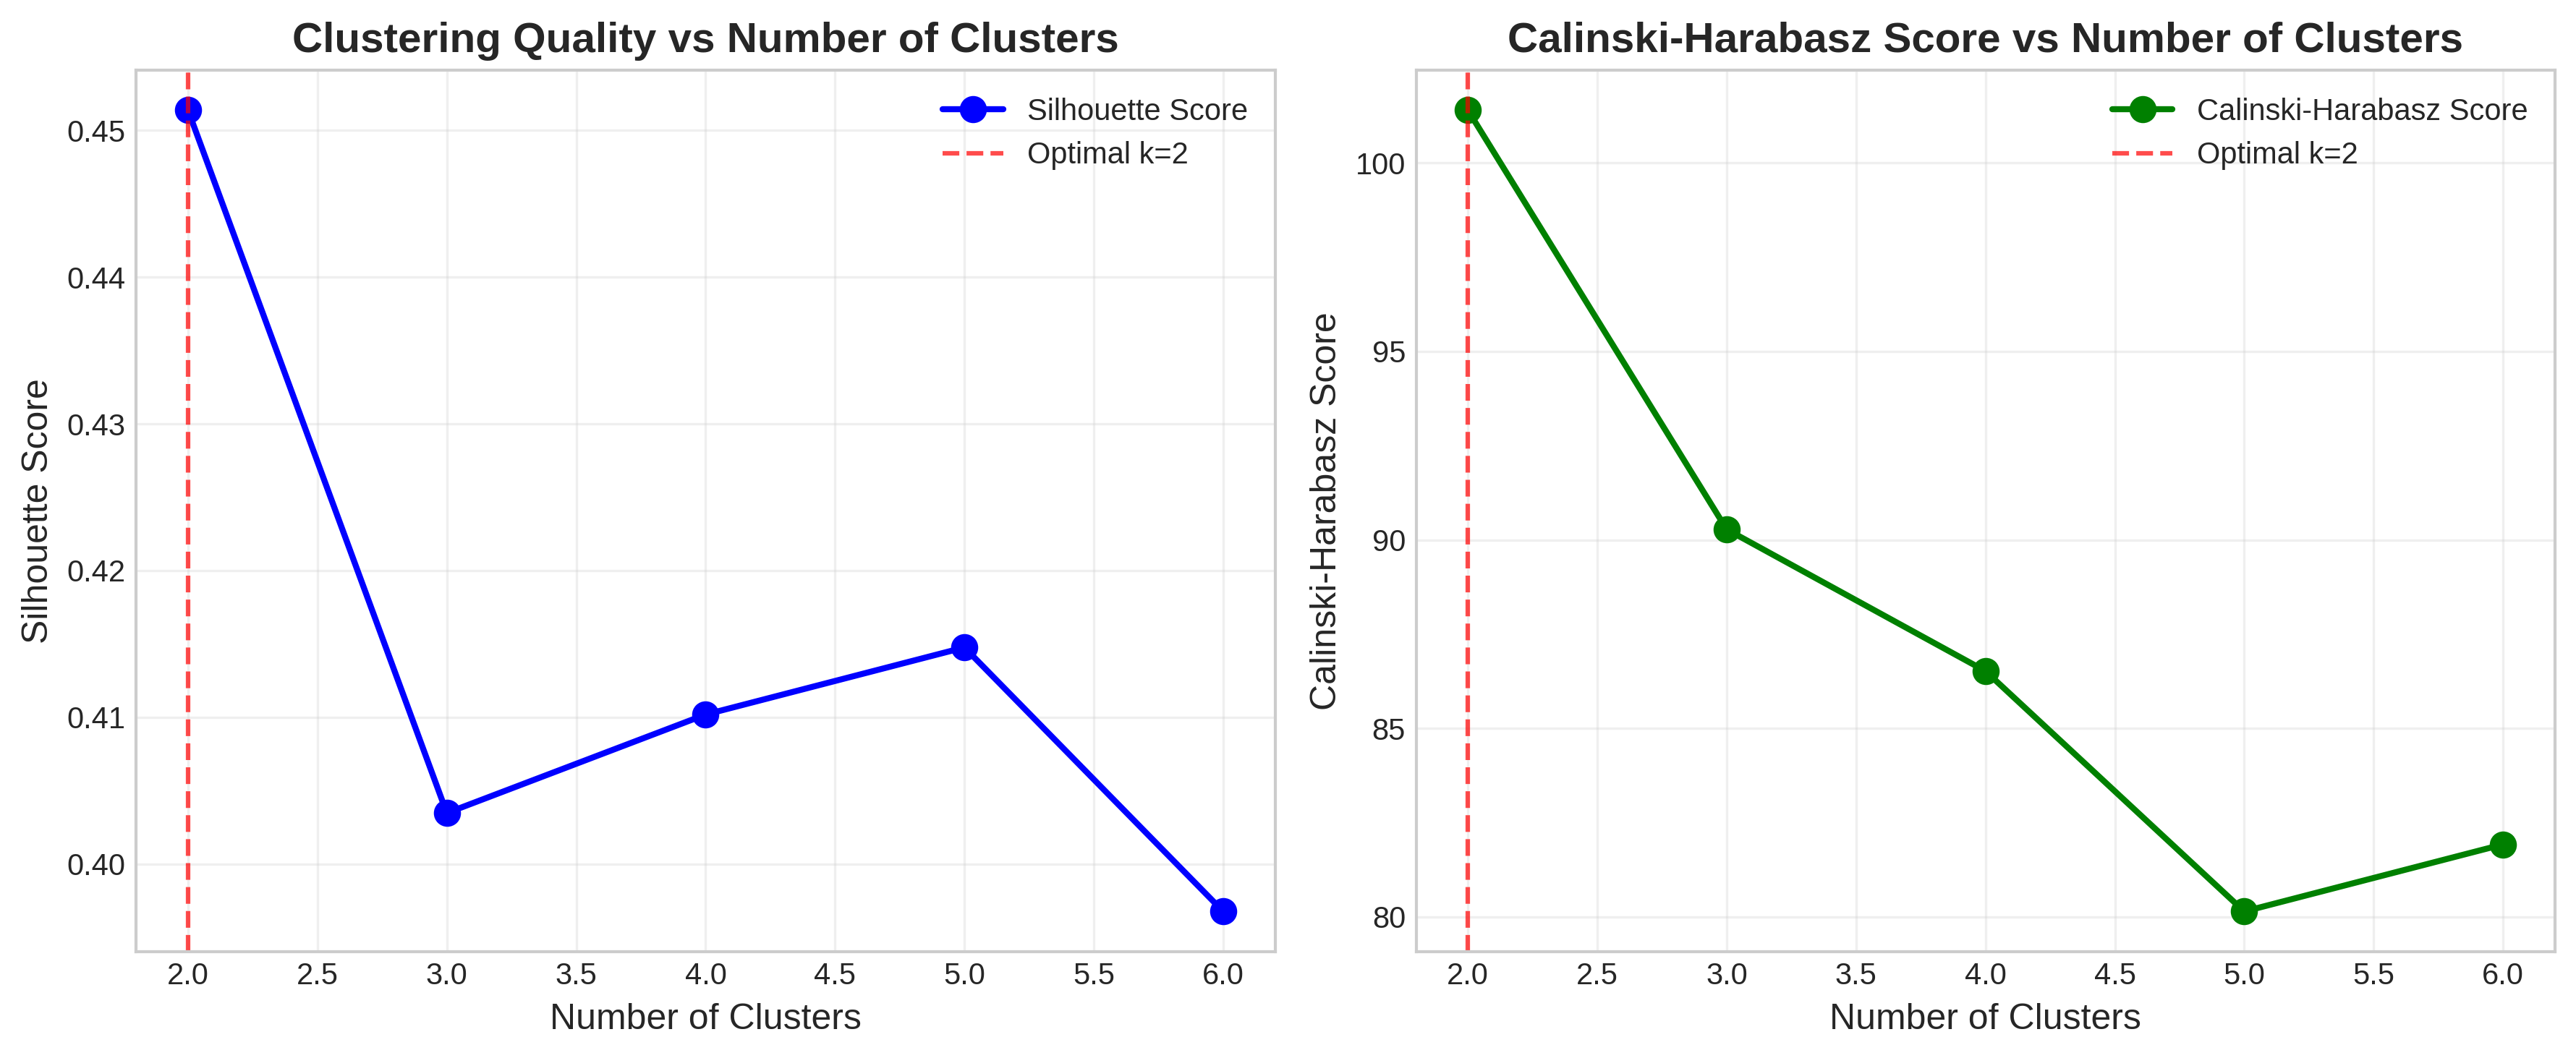 Clustering Quality vs Number of Clusters
Silhouette Score
Optimal k=2
0.45
0.44
0.43
0.42
0.41
0.40
Silhouette Score
2.0 2.5 3.0 3.5 4.0 4.5 5.0 5.5 6.0
Number of Clusters
Calinski-Harabasz Score vs Number of Clusters
Calinski-Harabasz Score
Optimal k=2
100
95
90
85
80
Calinski-Harabasz Score
2.0 2.5 3.0 3.5 4.0 4.5 5.0 5.5 6.0
Number of Clusters